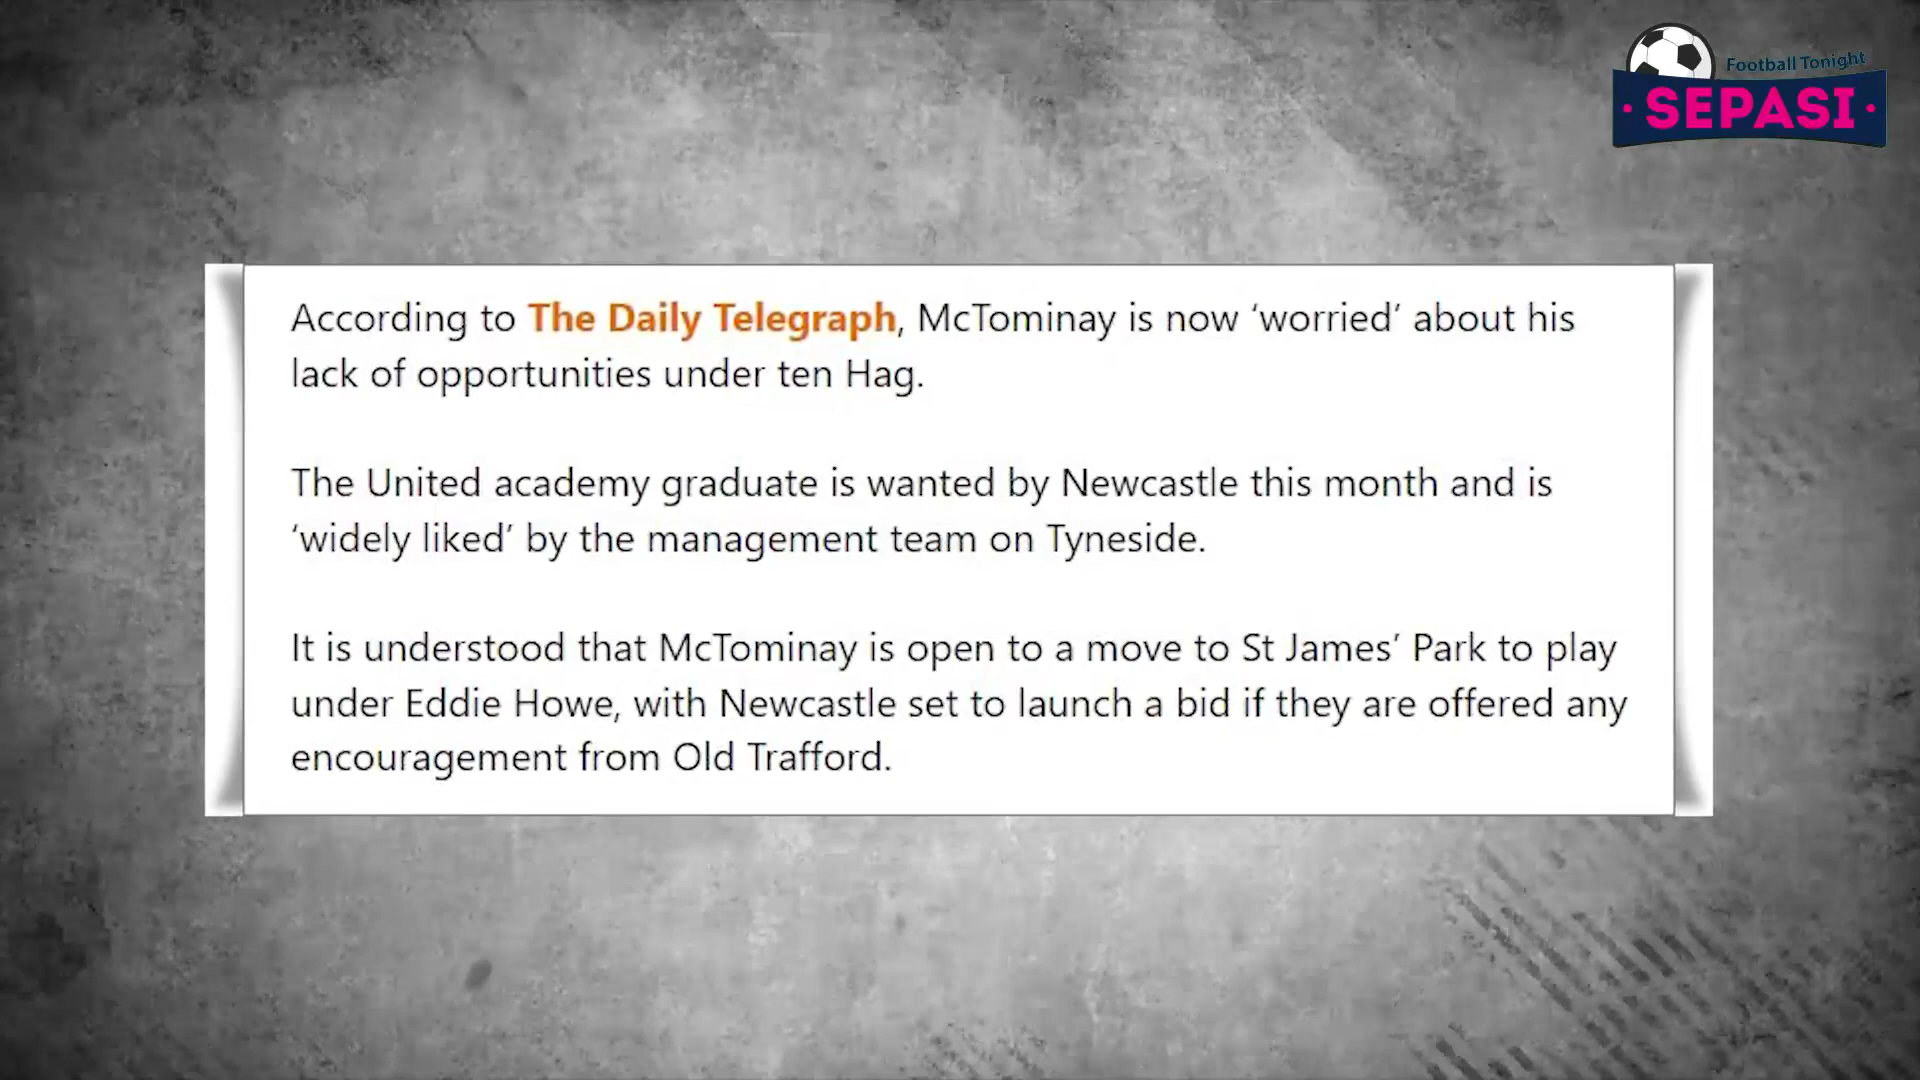 Football Tonight
SEPASI
According to The Daily Telegraph, McTominay is now ‘worried’ about his
lack of opportunities under ten Hag.
The United academy graduate is wanted by Newcastle this month and is
‘widely liked’ by the management team on Tyneside.
It is understood that McTominay is open to a move to St James’ Park to play
under Eddie Howe, with Newcastle set to launch a bid if they are offered any
encouragement from Old Trafford.